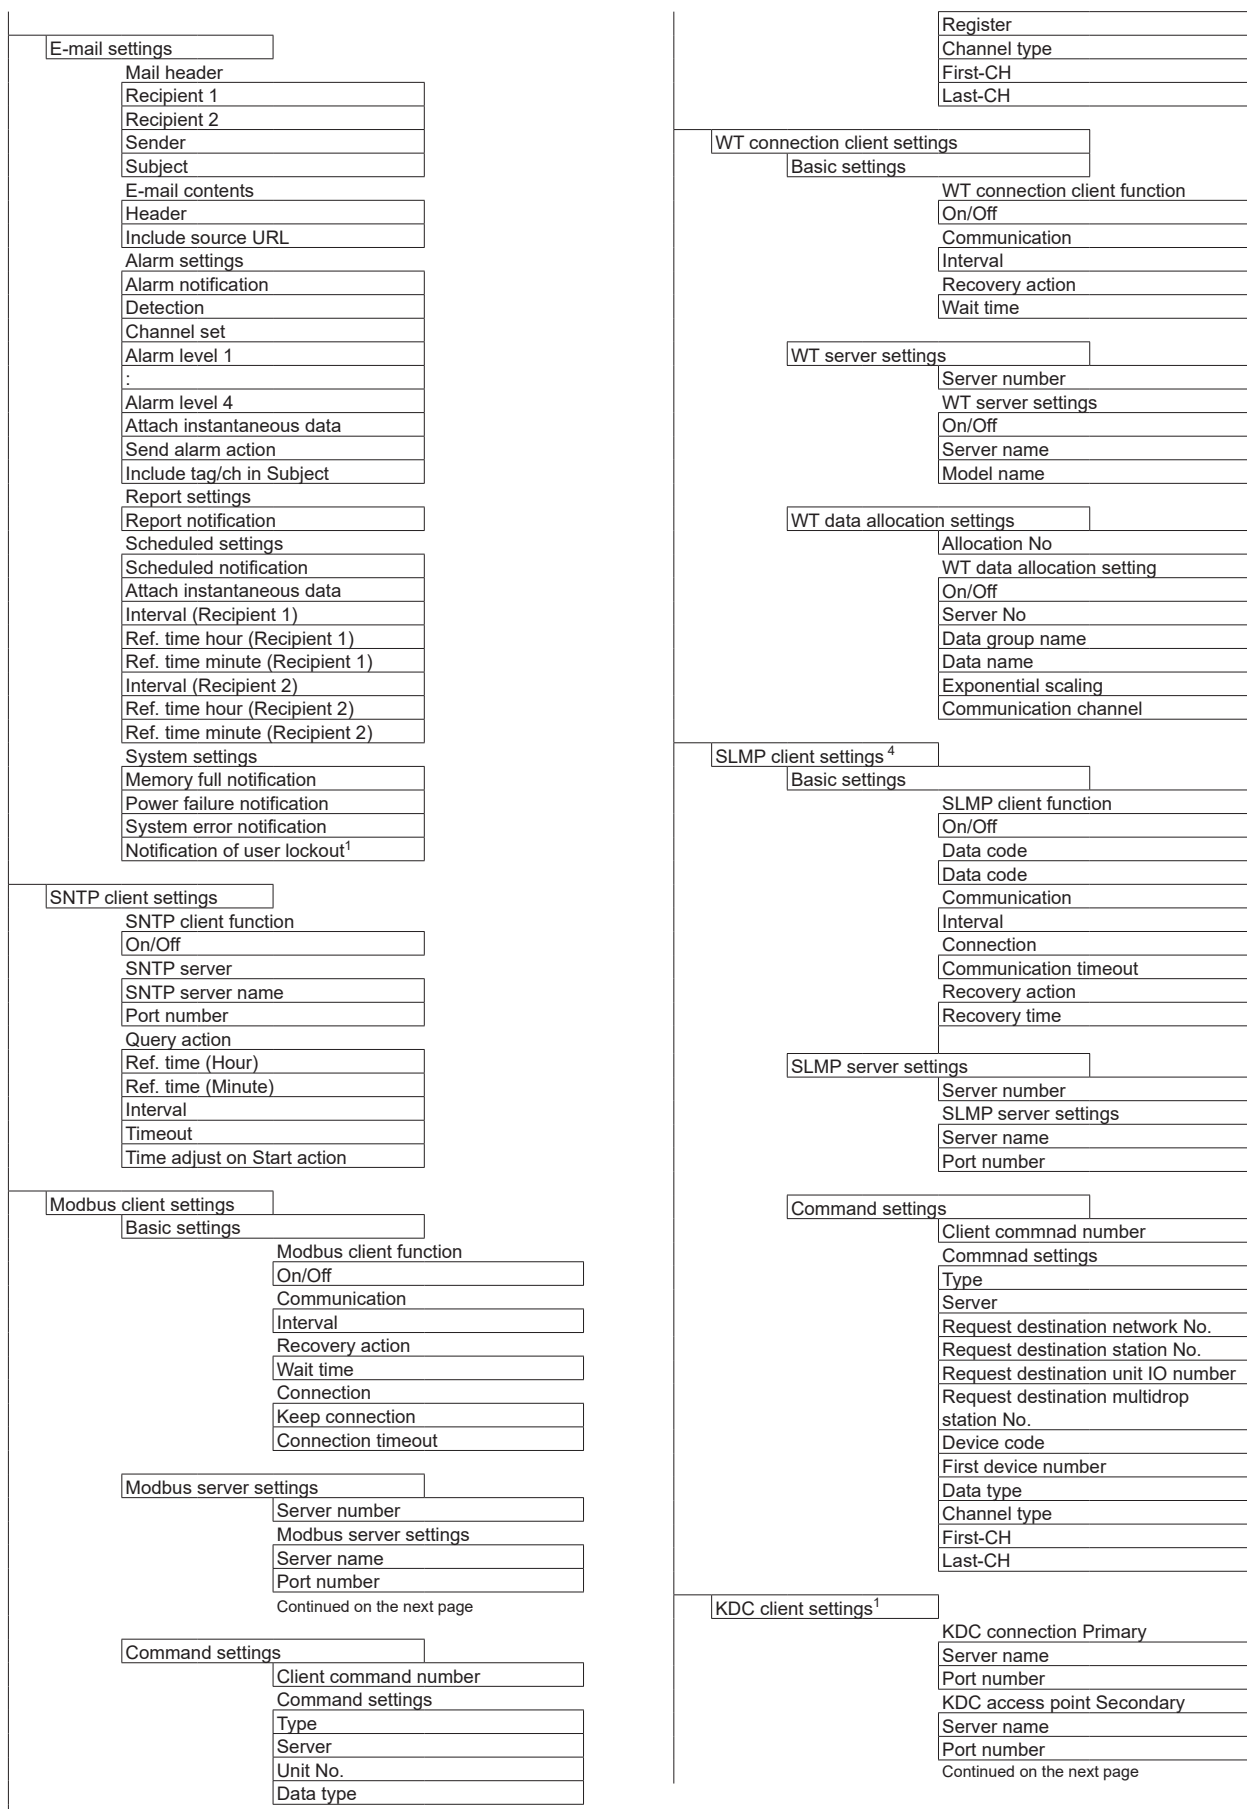 E-mail settings
Mail header
Recipient 1
Recipient 2
Sender
Subject
E-mail contents
Header
Include source URL
Alarm settings
Alarm notification
Detection
Channel set
Alarm level 1
:
Alarm level 4
Attach instantaneous data
Send alarm action
Include tag/ch in Subject
Report settings
Report notification
Scheduled settings
Scheduled notification
Attach instantaneous data
Interval (Recipient 1)
Ref. time hour (Recipient 1)
Ref. time minute (Recipient 1)
Interval (Recipient 2)
Ref. time hour (Recipient 2)
Ref. time minute (Recipient 2)
System settings
Memory full notification
Power failure notification
System error notification
Notification of user lockout1
SNTP client settings
SNTP client function
On/Off
SNTP server
SNTP server name
Port number
Query action
Ref. time (Hour)
Ref. time (Minute)
Interval
Timeout
Time adjust on Start action
Modbus client settings
Basic settings
Modbus client function
On/Off
Communication
Interval
Recovery action
Wait time
Connection
Keep connection
Connection timeout
Modbus server settings
Server number
Modbus server settings
Server name
Port number
Continued on the next page
Command settings
Client command number
Command settings
Type
Server
Unit No.
Data type
Register
Channel type
First-CH
Last-CH
WT connection client settings
Basic settings
WT connection client function
On/Off
Communication
Interval
Recovery action
Wait time
WT server settings
Server number
WT server settings
On/Off
Server name
Model name
WT data allocation settings
Allocation No
WT data allocation setting
On/Off
Server No
Data group name
Data name
Exponential scaling
Communication channel
SLMP client settings 4
Basic settings
SLMP client function
On/Off
Data code
Data code
Communication
Interval
Connection
Communication timeout
Recovery action
Recovery time
SLMP server settings
Server number
SLMP server settings
Server name
Port number
Command settings
Client commnad number
Commnad settings
Type
Server
Request destination network No.
Request destination station No.
Request destination unit IO number
Request destination multidrop
station No.
Device code
First device number
Data type
Channel type
First-CH
Last-CH
KDC client settings1
KDC connection Primary
Server name
Port number
KDC access point Secondary
Server name
Port number
Continued on the next page